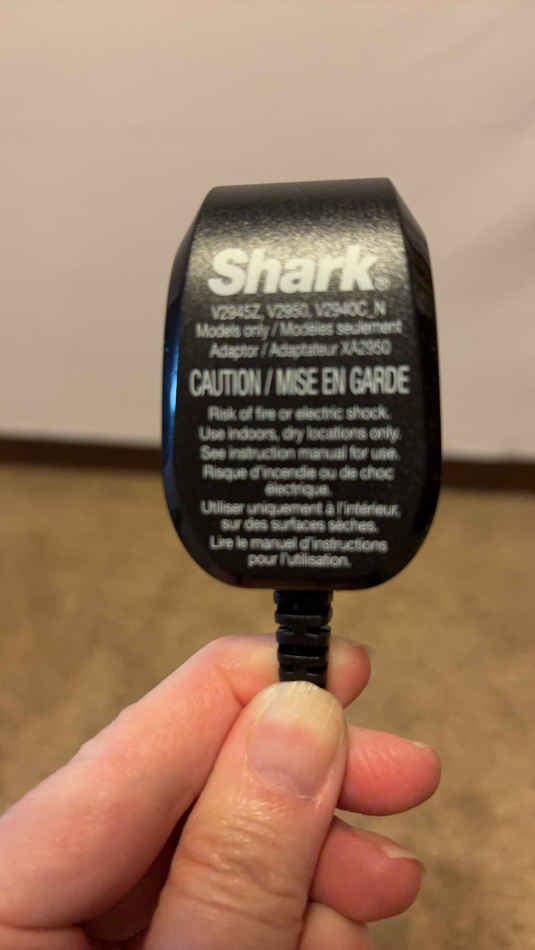 Shark®
V2945Z, V2950, V2940C_N
Models only / Modèles seulement
Adaptor / Adaptateur XA2950
CAUTION / MISE EN GARDE
Risk of fire or electric shock.
Use indoors, dry locations only.
See instruction manual for use.
Risque d'incendie ou de choc
électrique.
Utiliser uniquement à l'intérieur,
sur des surfaces sèches.
Lire le manuel d'instructions
pour l'utilisation.